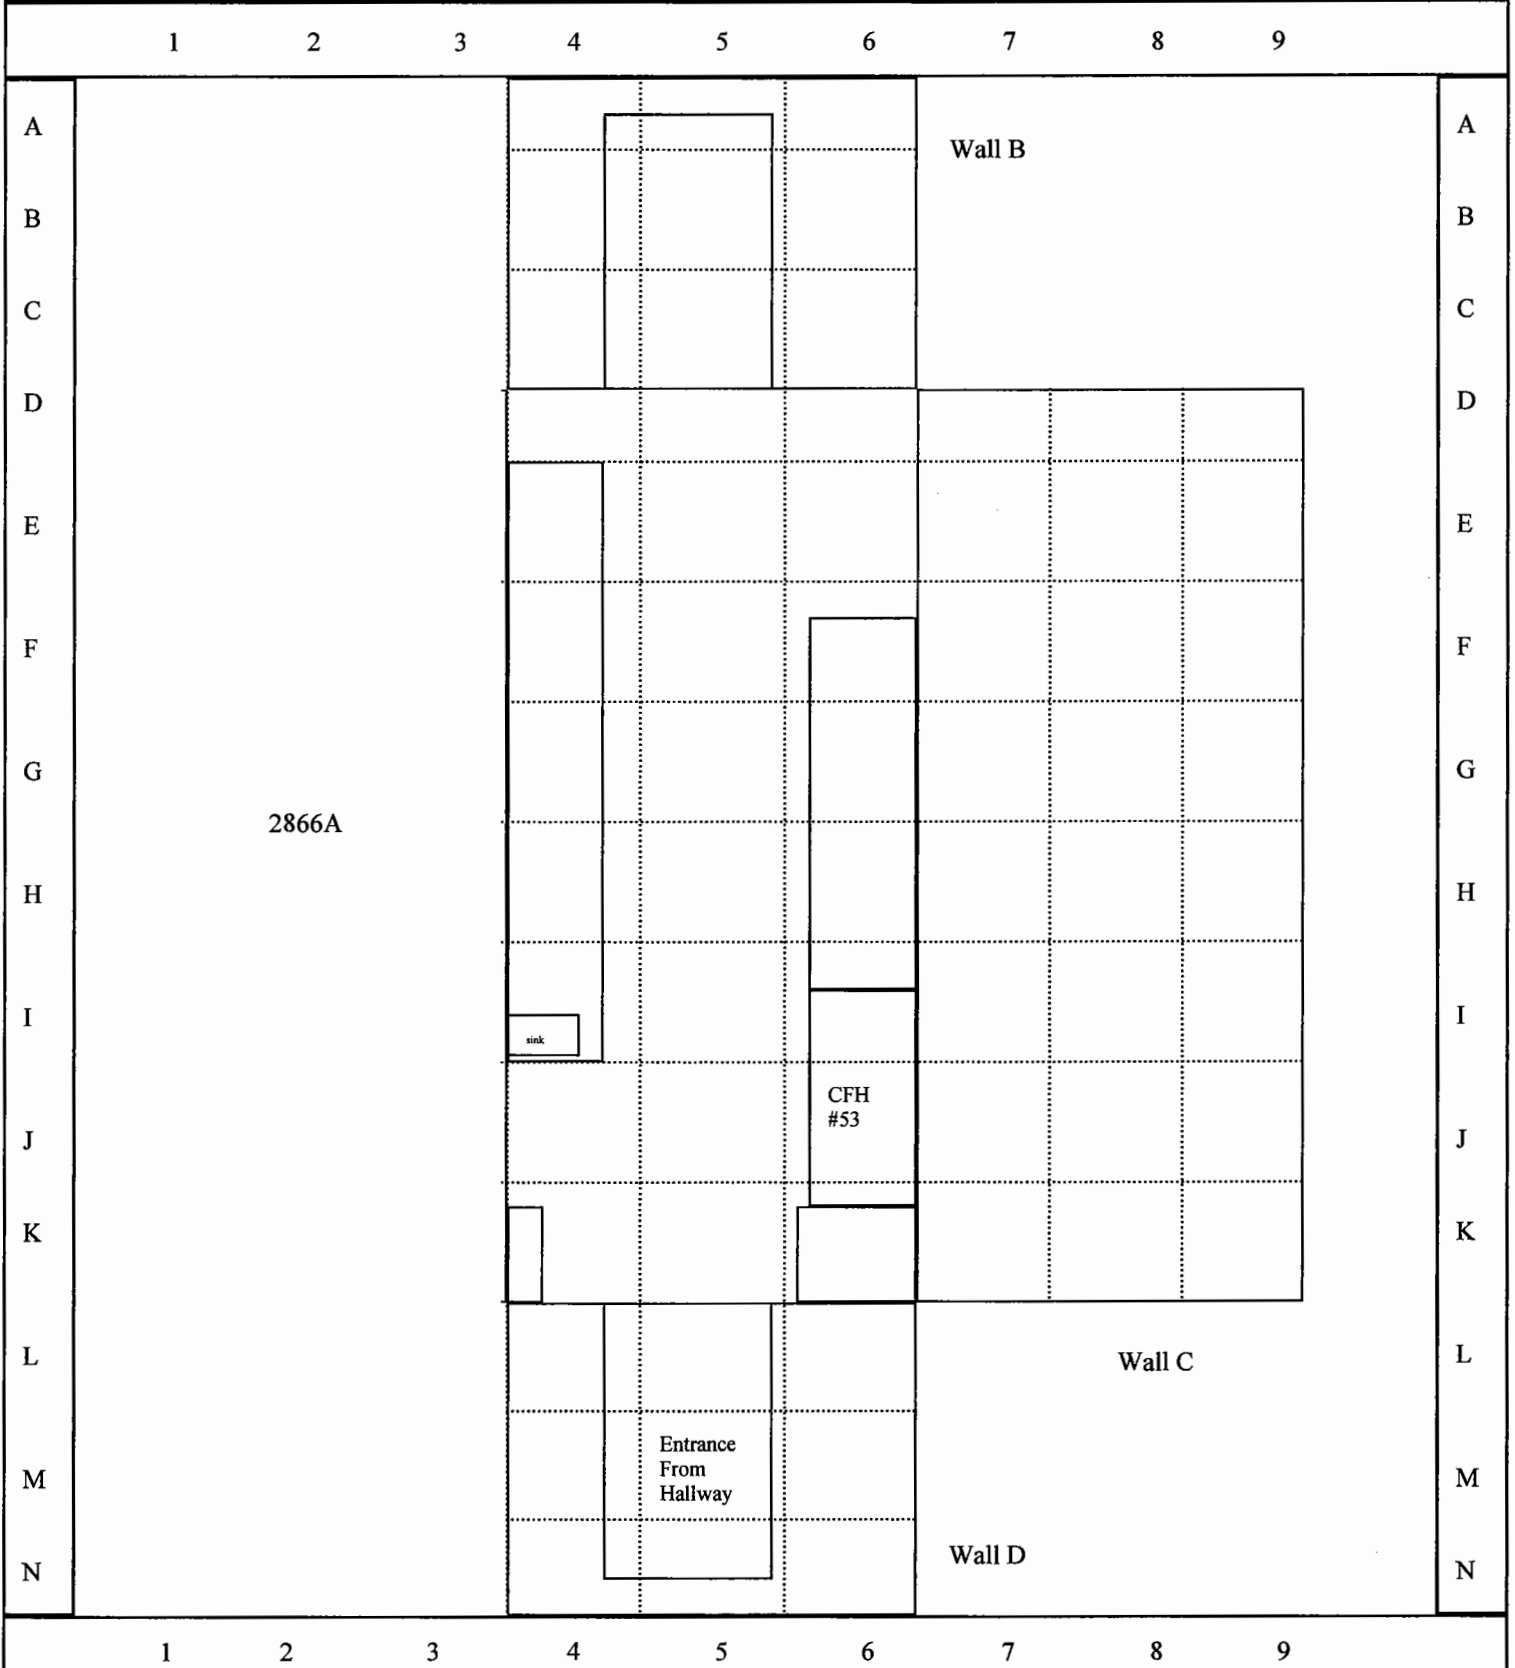 1 2 3 4 5 6 7 8 9
A A
Wall B
B B
C C
D D
E E
F F
G G
2866A
H H
I I
sink
CFH
#53
J J
K K
L L
Wall C
Entrance
From
Hallway
M M
Wall D
N N
1 2 3 4 5 6 7 8 9